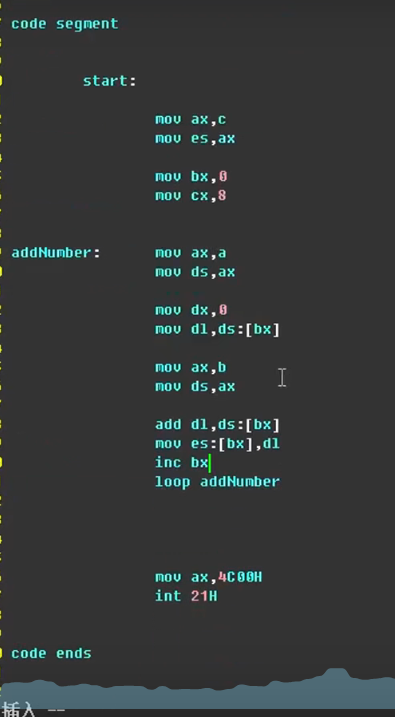 code segment
start:
mov ax,c
mov es,ax
mov bx,0
mov cx,8
addNumber: mov ax,a
mov ds,ax
mov dx,0
mov dl,ds:[bx]
mov ax,b
mov ds,ax
add dl,ds:[bx]
mov es:[bx],dl
inc bx
loop addNumber
mov ax,4C00H
int 21H
code ends
插入 --